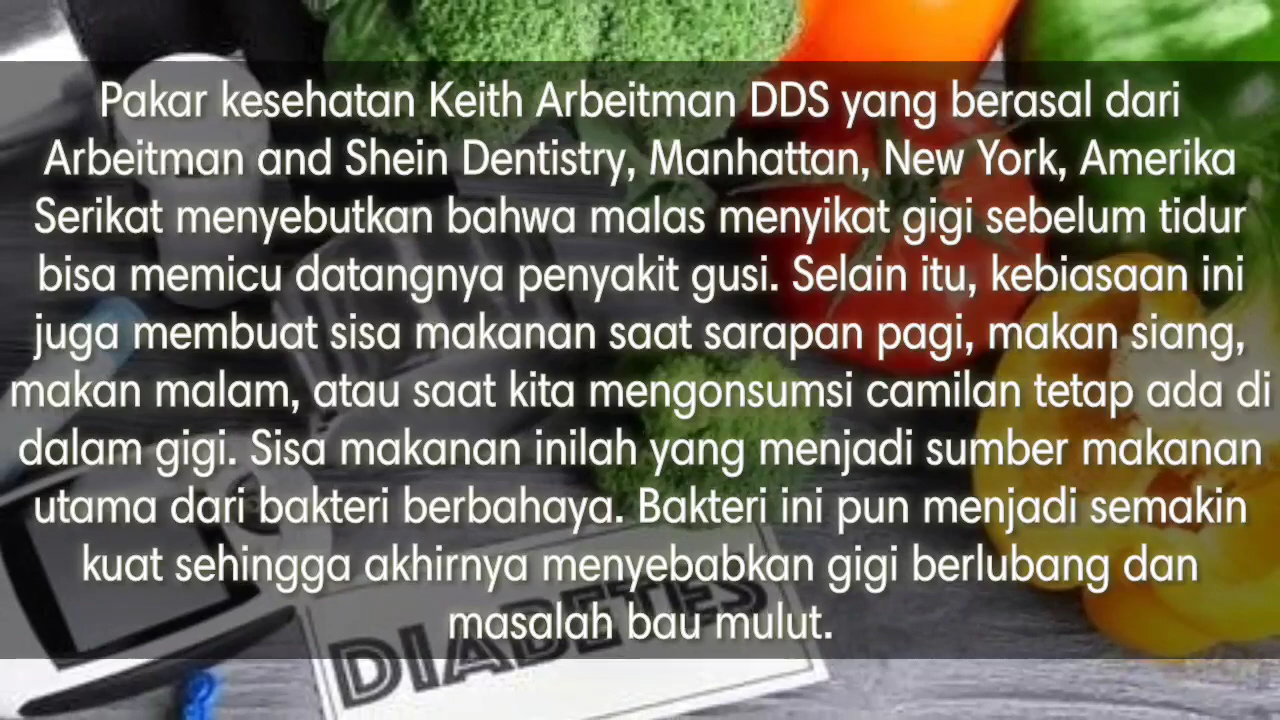 Pakar kesehatan Keith Arbeitman DDS yang berasal dari
Arbeitman and Shein Dentistry, Manhattan, New York, Amerika
Serikat menyebutkan bahwa malas menyikat gigi sebelum tidur
bisa memicu datangnya penyakit gusi. Selain itu, kebiasaan ini
juga membuat sisa makanan saat sarapan pagi, makan siang,
makan malam, atau saat kita mengonsumsi camilan tetap ada di
dalam gigi. Sisa makanan inilah yang menjadi sumber makanan
utama dari bakteri berbahaya. Bakteri ini pun menjadi semakin
kuat sehingga akhirnya menyebabkan gigi berlubang dan
masalah bau mulut.
DIABETES